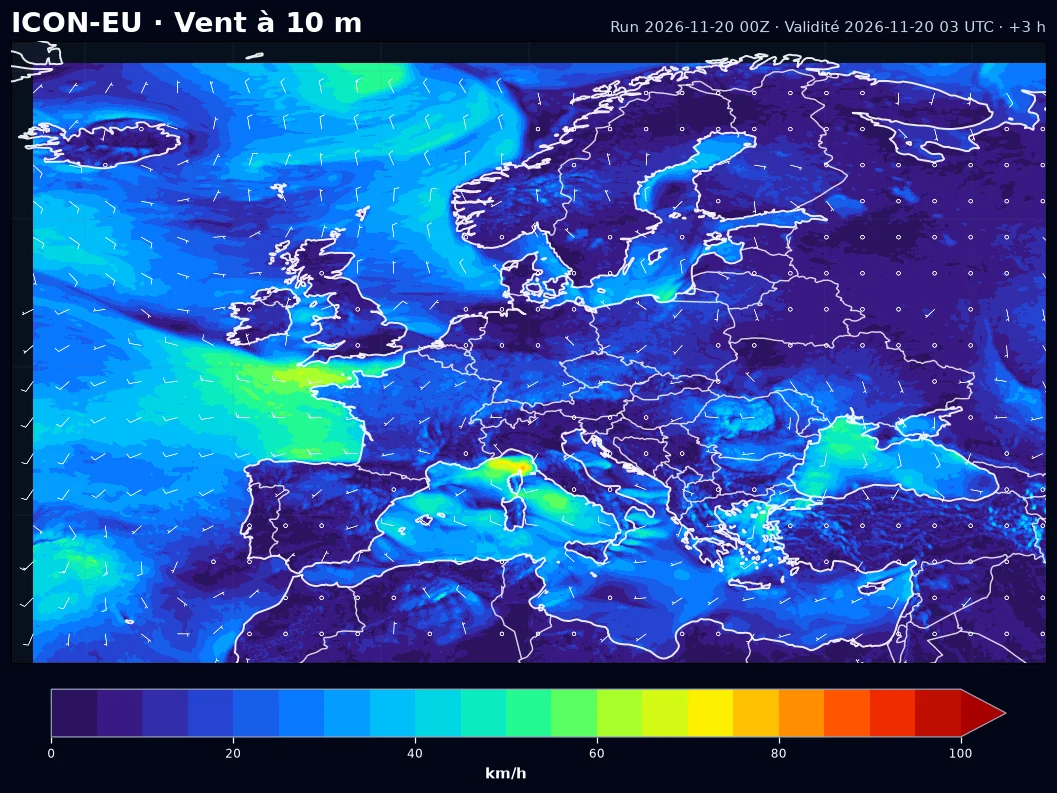 ICON-EU · Vent à 10 m
Run 2026-11-20 00Z · Validité 2026-11-20 03 UTC · +3 h
0 20 40 60 80 100
km/h